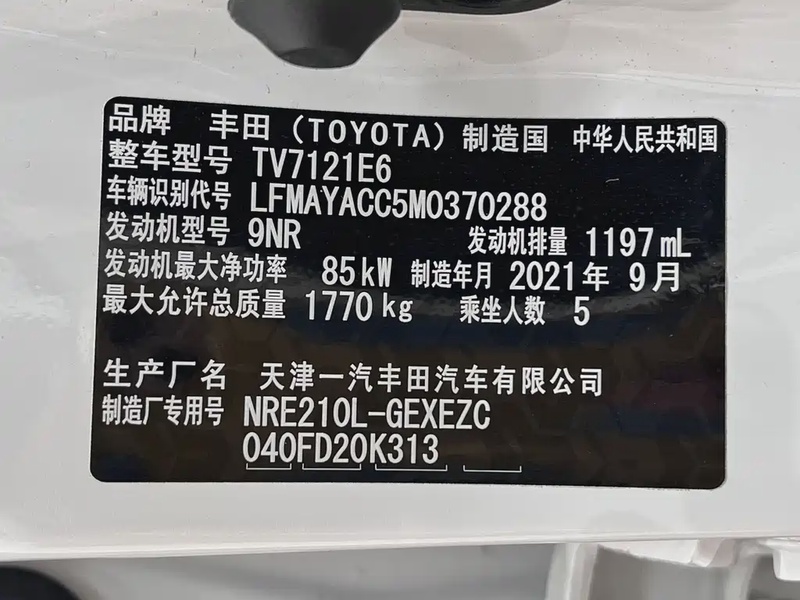 品牌 丰田（TOYOTA）制造国 中华人民共和国
整车型号 TV7121E6
车辆识别代号 LFMAYACC5M0370288
发动机型号 9NR 发动机排量 1197 mL
发动机最大净功率 85kW 制造年月 2021年 9月
最大允许总质量 1770 kg 乘坐人数 5
生产厂名 天津一汽丰田汽车有限公司
制造厂专用号 NRE210L-GEXEZC
040FD20K313